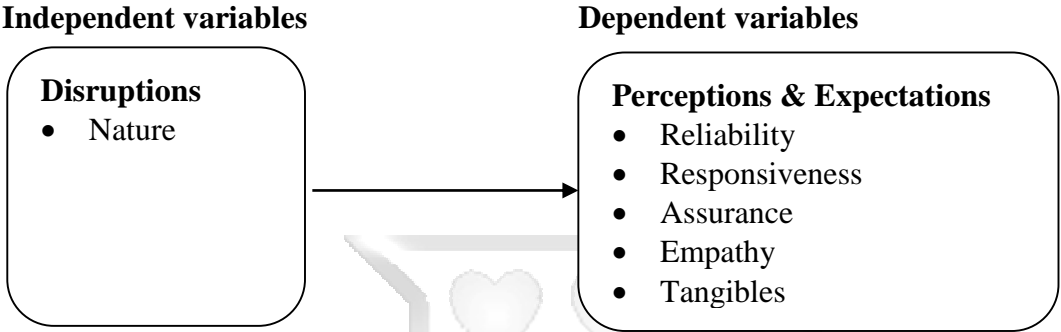 Independent variables
Dependent variables
Disruptions
• Nature
Perceptions & Expectations
• Reliability
• Responsiveness
• Assurance
• Empathy
• Tangibles